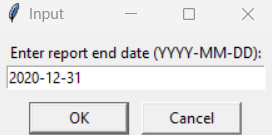 Input
Enter report end date (YYYY-MM-DD):
2020-12-31
OK
Cancel